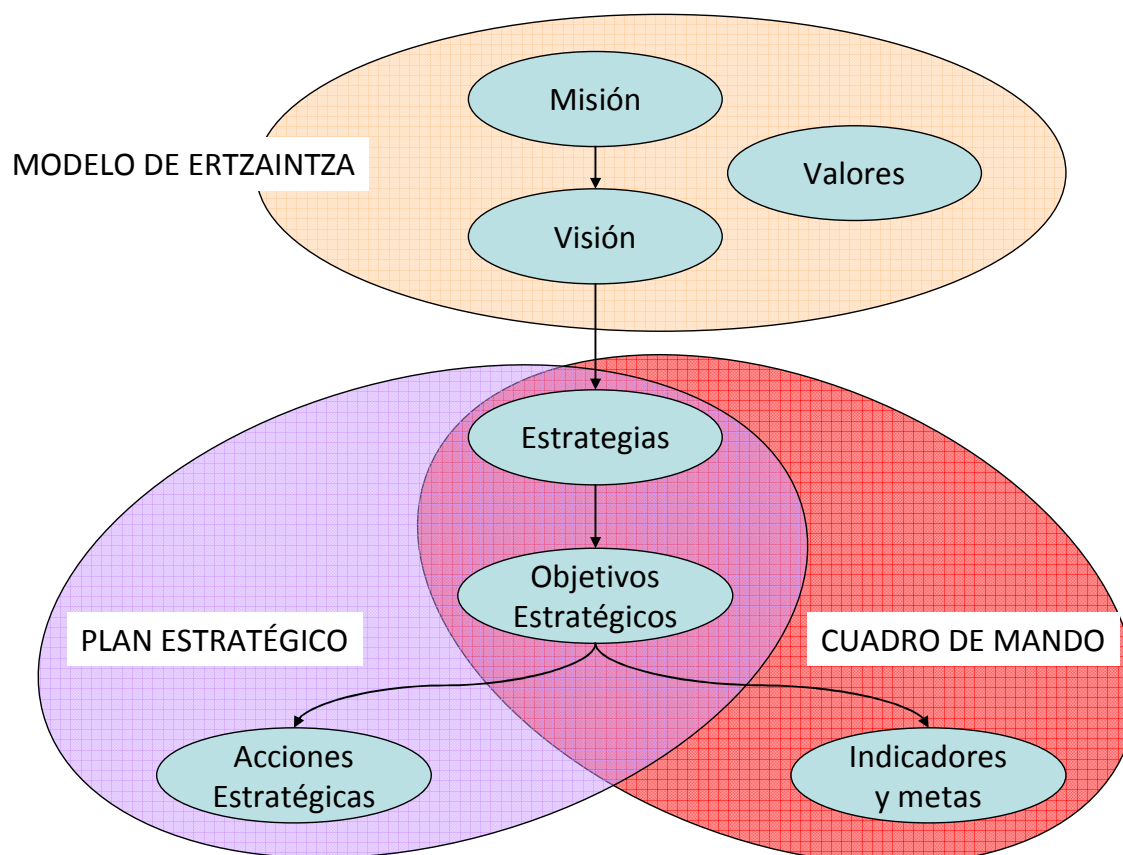 Misión
MODELO DE ERTZAINTZA
Valores
Visión
Estrategias
Objetivos
Estratégicos
PLAN ESTRATÉGICO
CUADRO DE MANDO
Acciones
Estratégicas
Indicadores
y metas